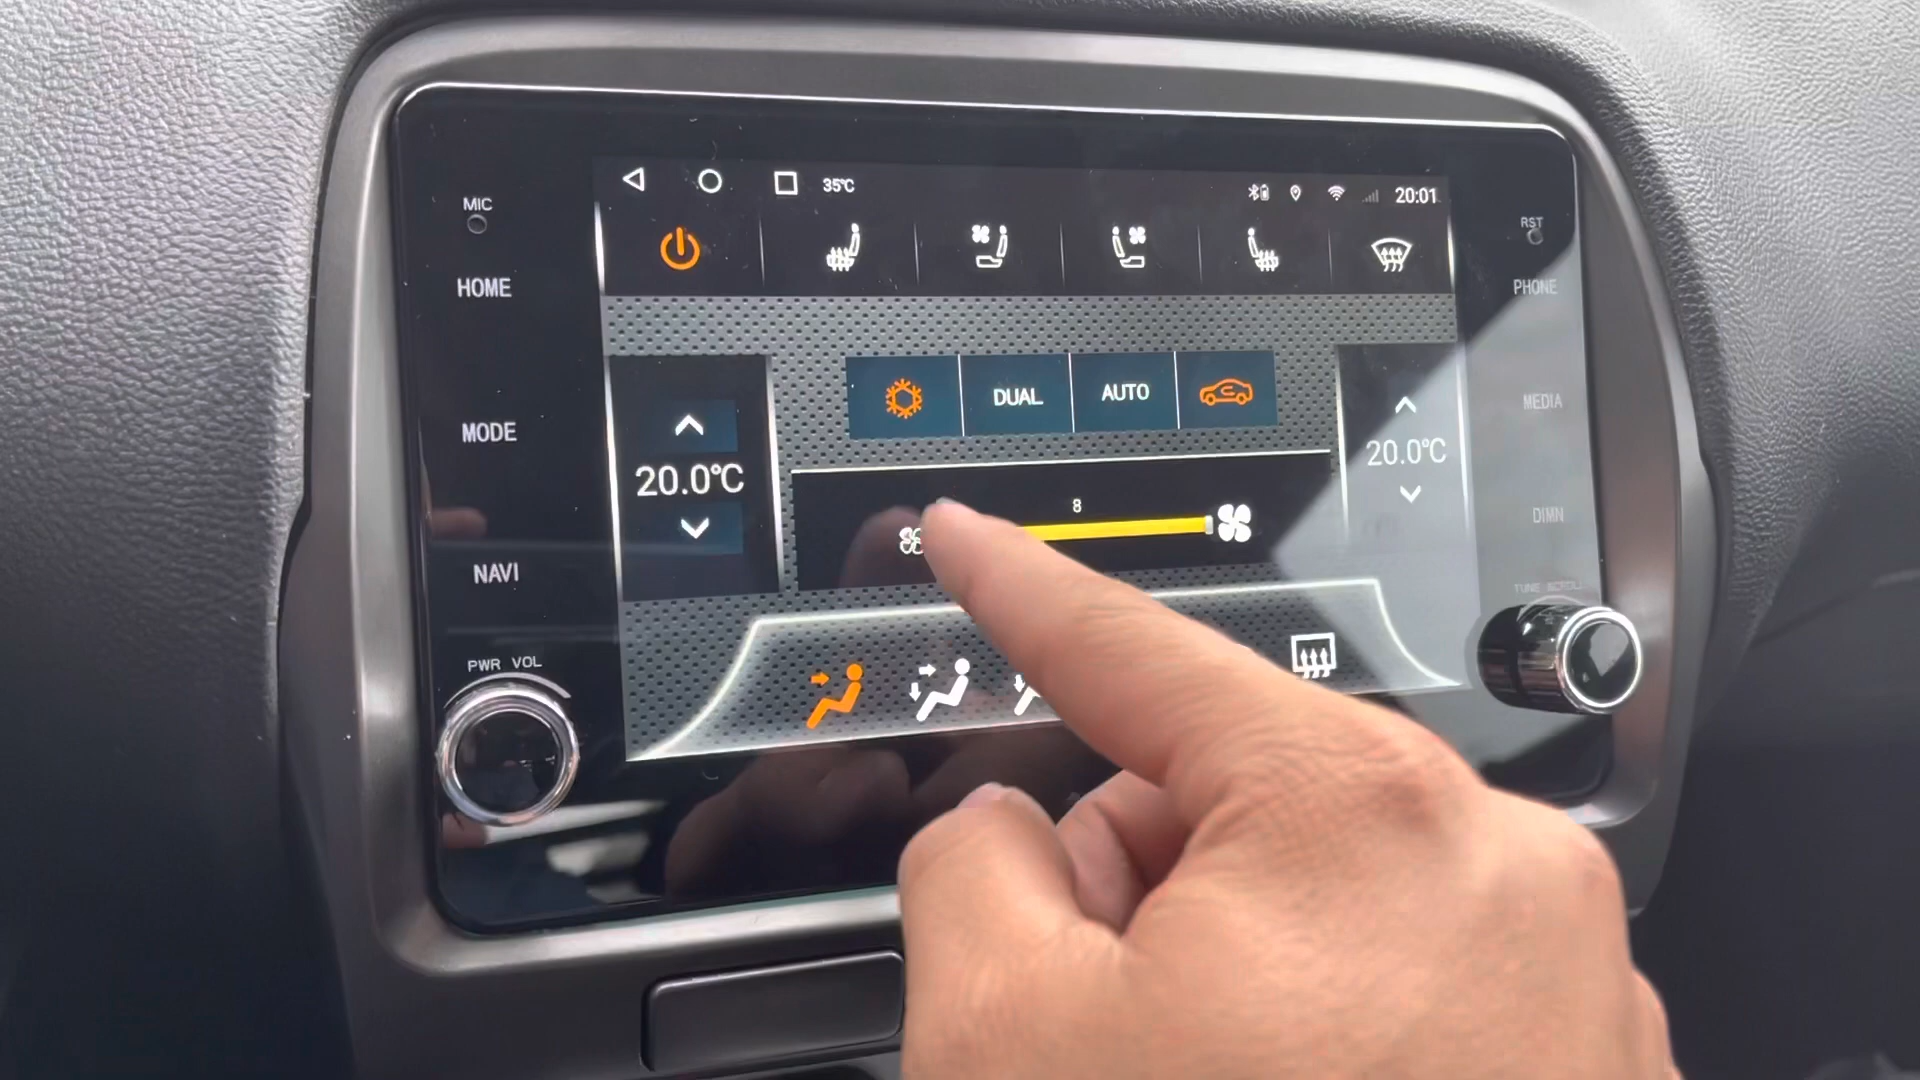 MIC
35°C
20:01
RST
HOME
PHONE
DUAL
AUTO
MEDIA
MODE
20.0°C
20.0°C
8
DIMN
NAVI
TUNE SCROLL
PWR VOL